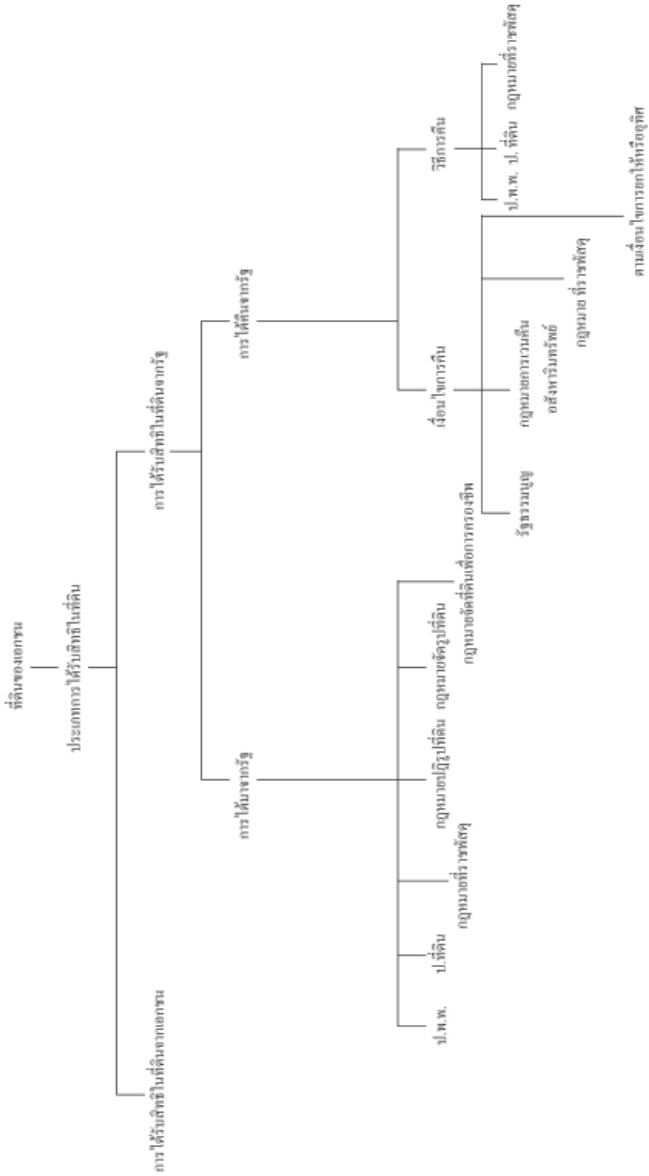 ที่ดินของเอกชน
ประเภทการได้รับสิทธิในที่ดิน
การได้รับสิทธิในที่ดินจากเอกชน
การได้รับสิทธิในที่ดินจากรัฐ
การได้มาจากรัฐ
การได้คืนจากรัฐ
ป.พ.พ.
ป.ที่ดิน
กฎหมายที่ราชพัสดุ
กฎหมายปฏิรูปที่ดิน
กฎหมายจัดรูปที่ดิน
กฎหมายจัดที่ดินเพื่อการครองชีพ
เงื่อนไขการคืน
วิธีการคืน
รัฐธรรมนูญ
กฎหมายการเวนคืน
อสังหาริมทรัพย์
กฎหมาย ที่ราชพัสดุ
ตามเงื่อนไขการยกให้หรืออุทิศ
ป.พ.พ.
ป. ที่ดิน
กฎหมายที่ราชพัสดุ